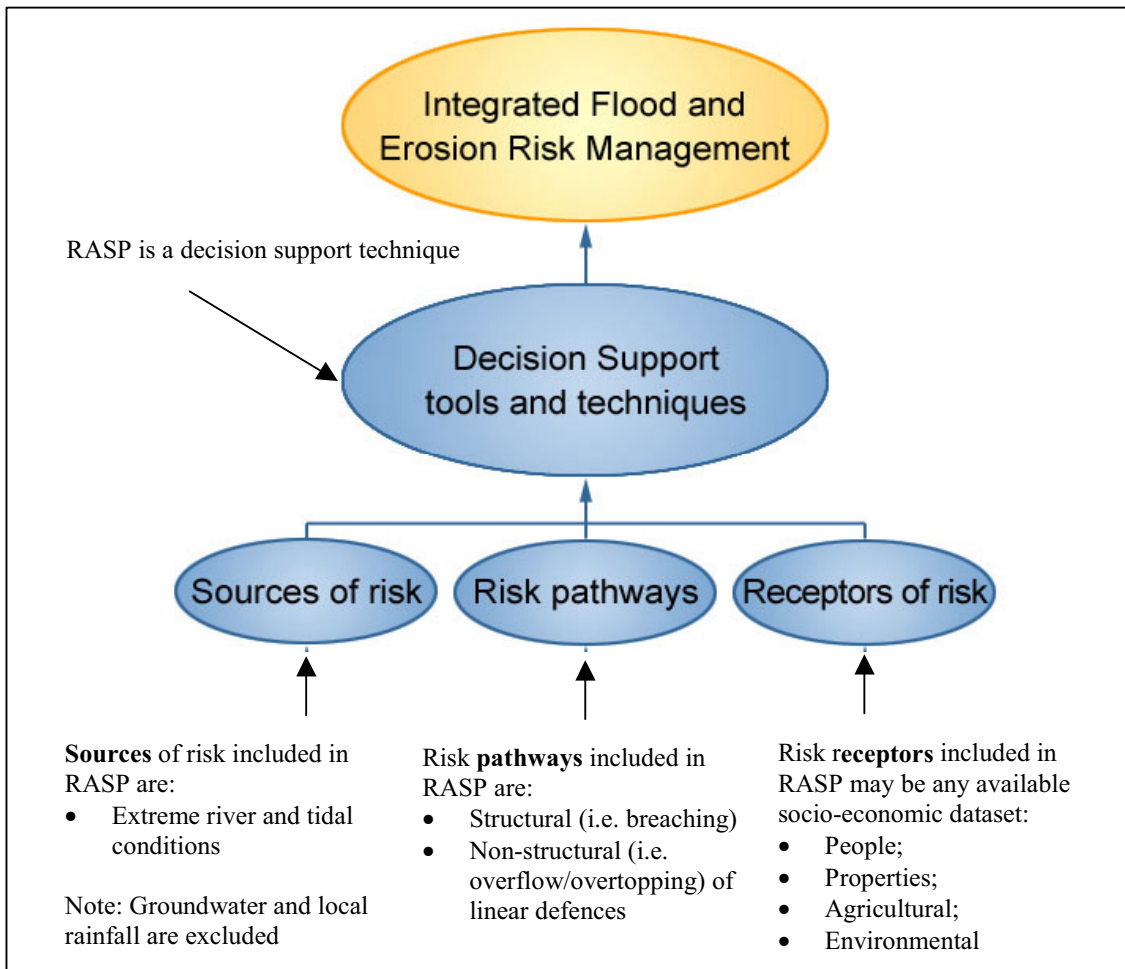 Integrated Flood and
Erosion Risk Management
RASP is a decision support technique
Decision Support
tools and techniques
Sources of risk
Risk pathways
Receptors of risk
Sources of risk included in
RASP are:
• Extreme river and tidal
conditions
Note: Groundwater and local
rainfall are excluded
Risk pathways included in
RASP are:
• Structural (i.e. breaching)
• Non-structural (i.e.
overflow/overtopping) of
linear defences
Risk receptors included in
RASP may be any available
socio-economic dataset:
• People;
• Properties;
• Agricultural;
• Environmental